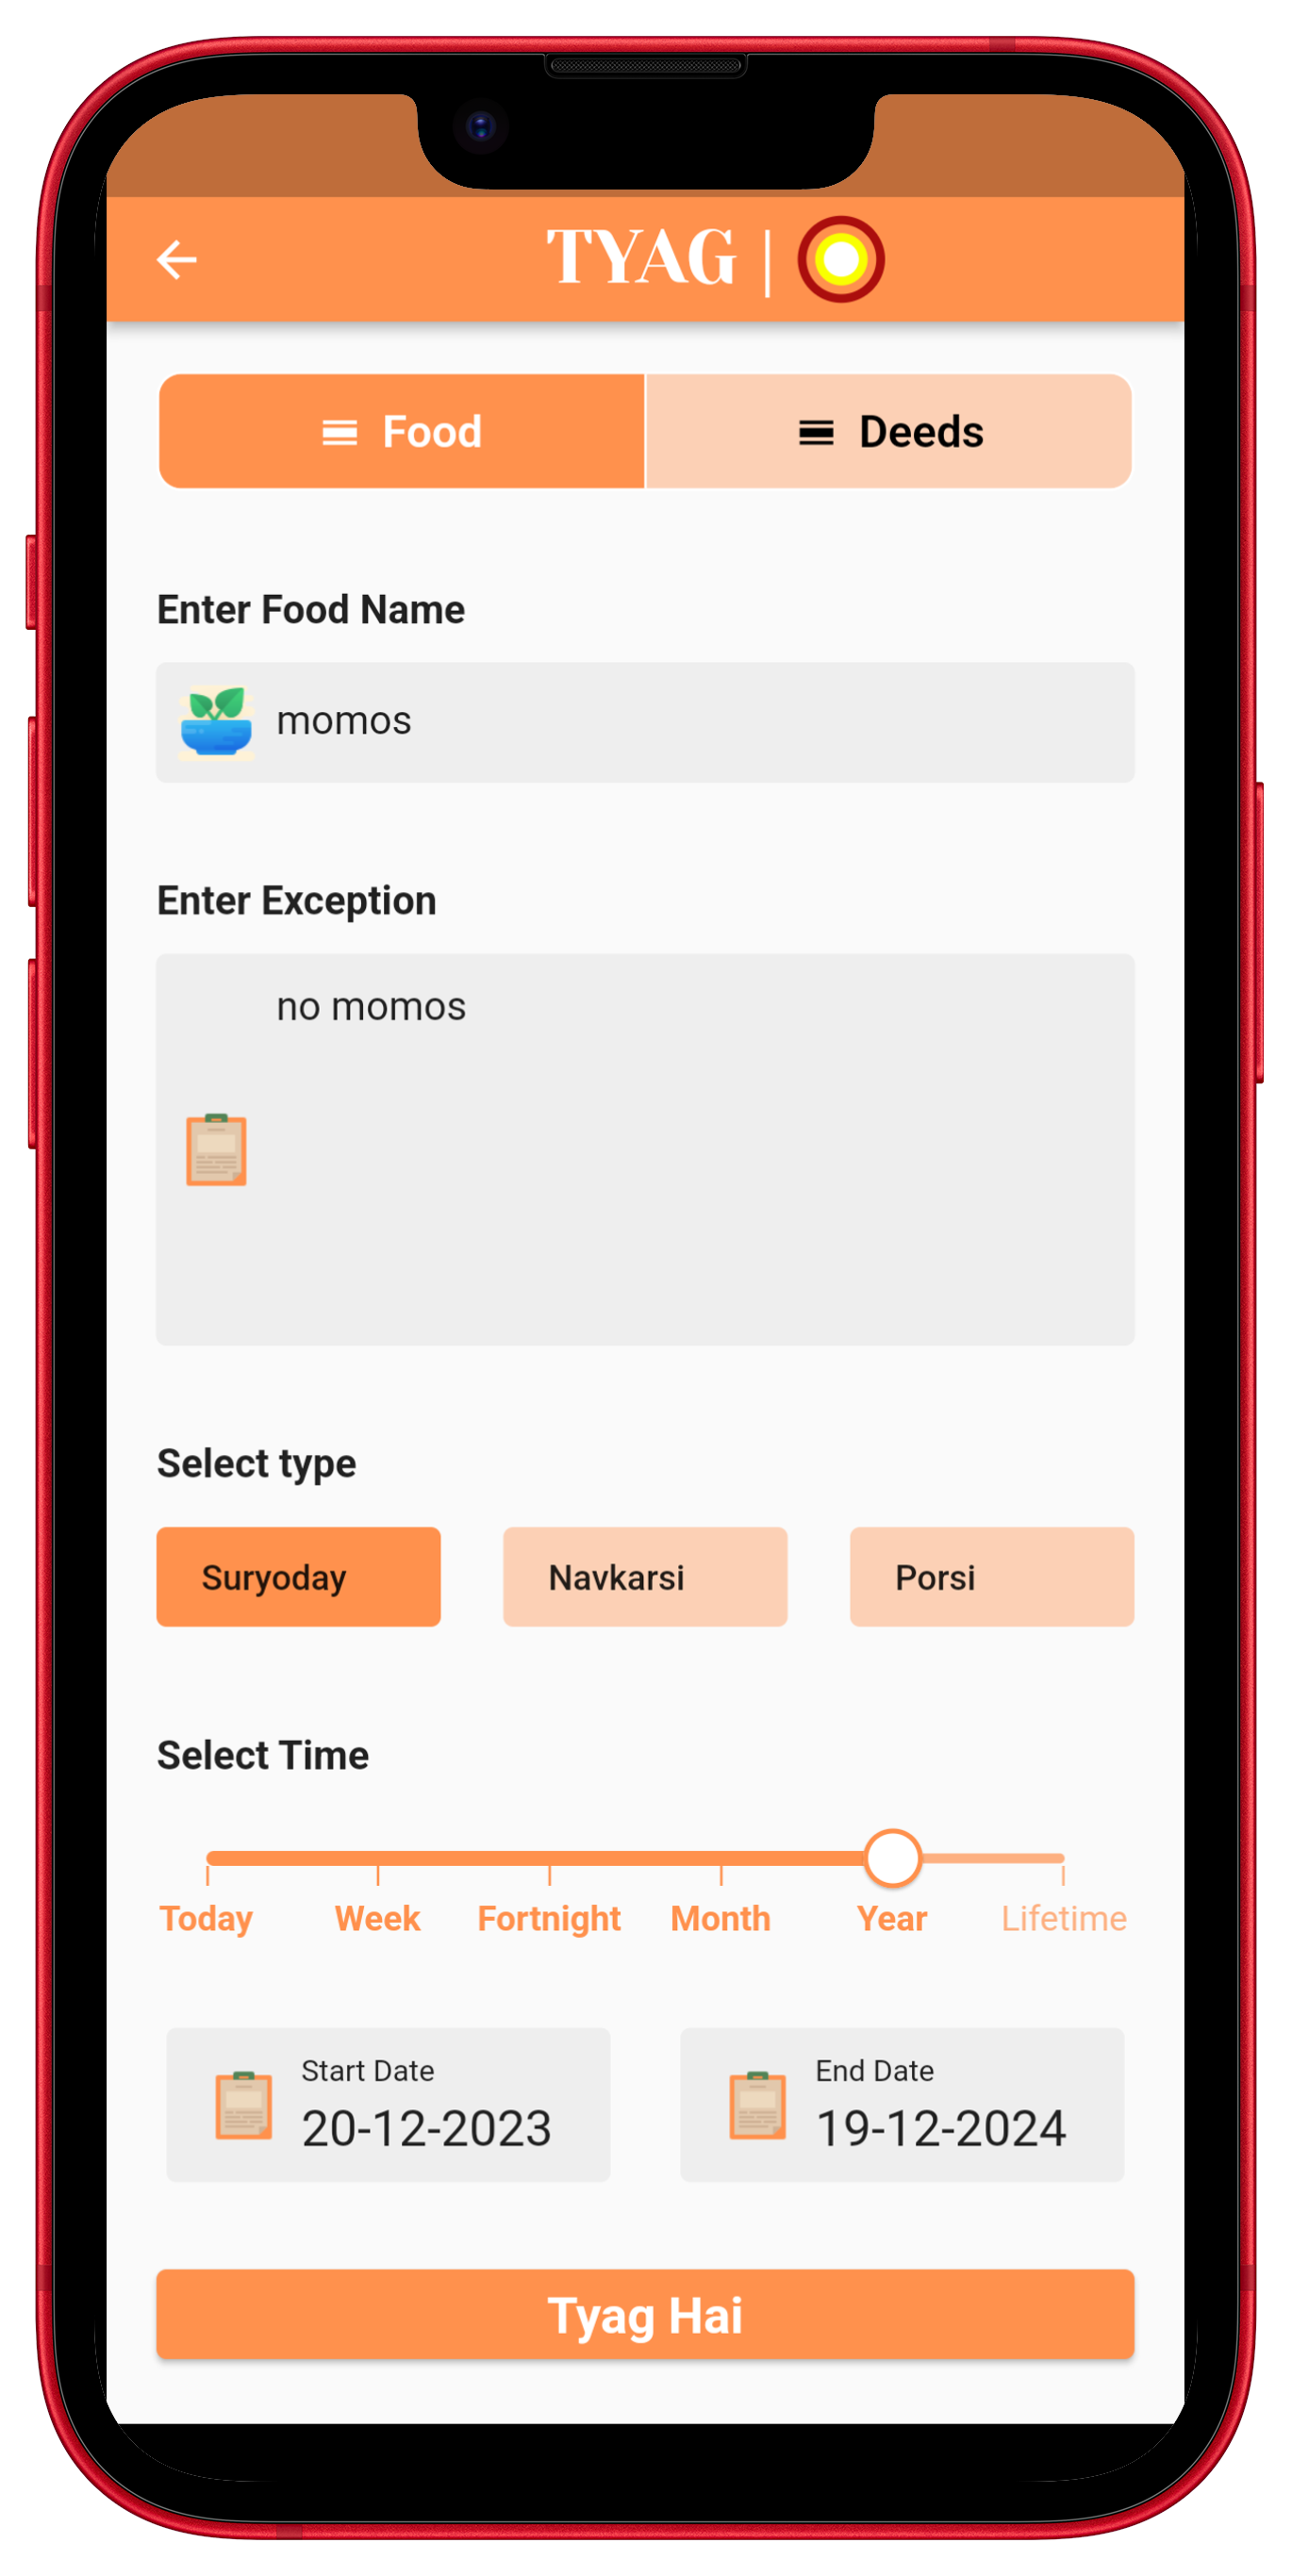 TYAG |
Food
Deeds
Enter Food Name
momos
Enter Exception
no momos
Select type
Suryoday
Navkarsi
Porsi
Select Time
Today Week Fortnight Month Year Lifetime
Start Date
20-12-2023
End Date
19-12-2024
Tyag Hai